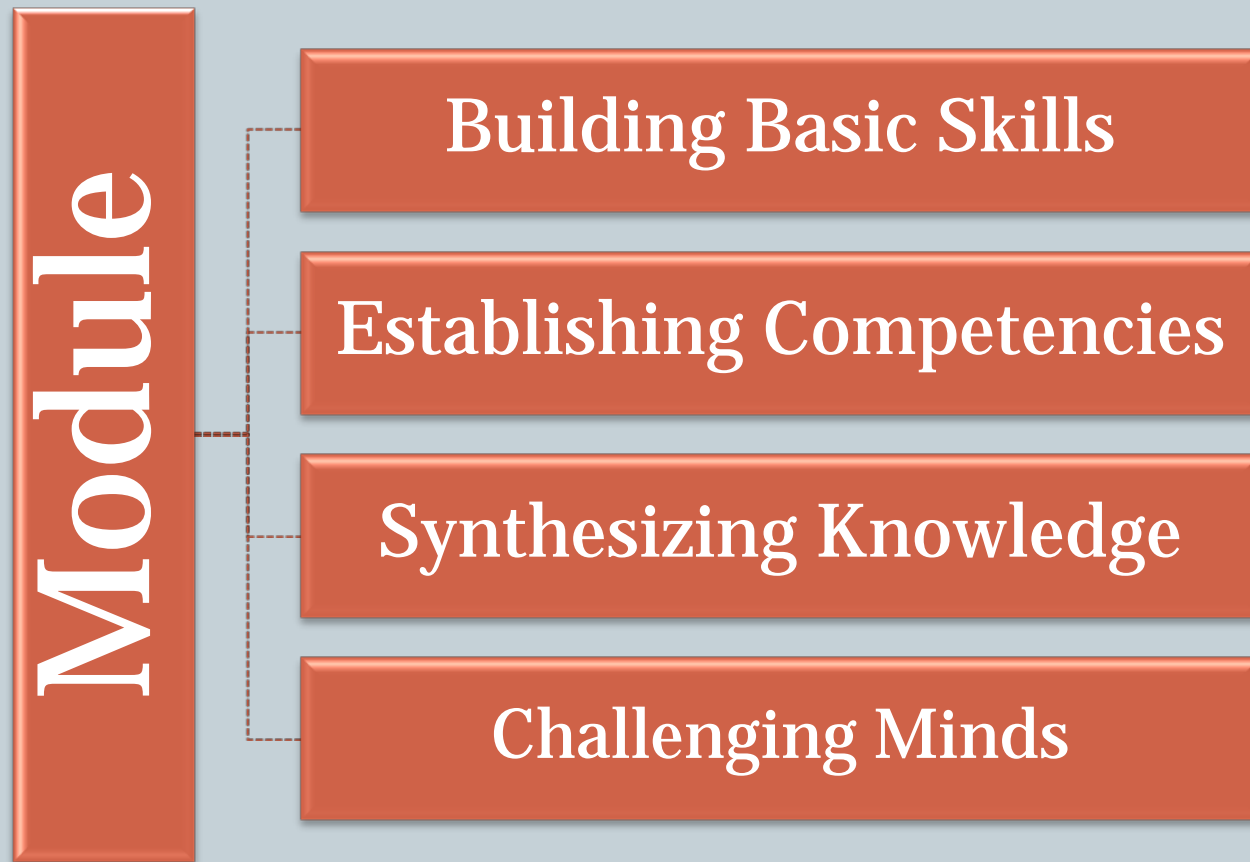 Module
Building Basic Skills
Establishing Competencies
Synthesizing Knowledge
Challenging Minds